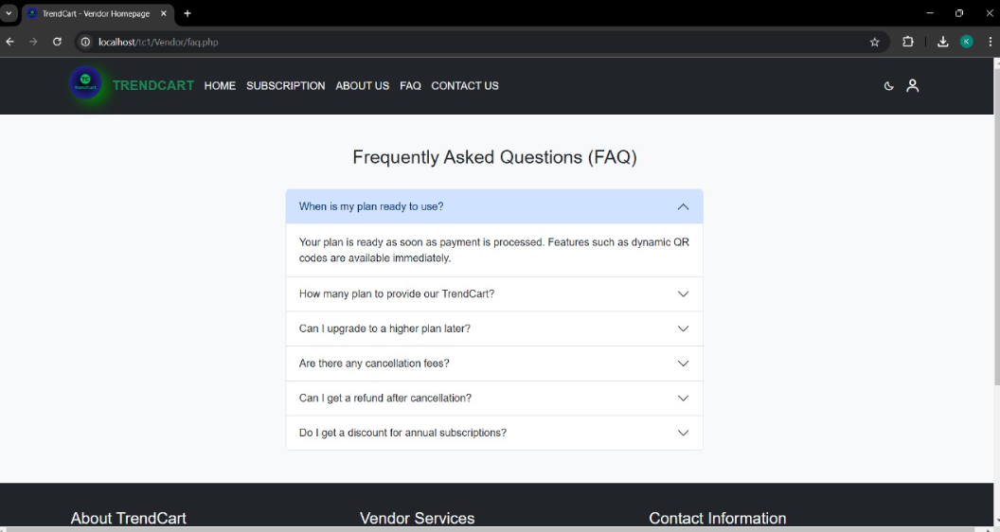 TrendCart - Vendor Homepage
localhost/tc1/Vendor/faq.php
K
TC
TRENDCART HOME SUBSCRIPTION ABOUT US FAQ CONTACT US
Frequently Asked Questions (FAQ)
When is my plan ready to use?
Your plan is ready as soon as payment is processed. Features such as dynamic QR
codes are available immediately.
How many plan to provide our TrendCart?
Can I upgrade to a higher plan later?
Are there any cancellation fees?
Can I get a refund after cancellation?
Do I get a discount for annual subscriptions?
About TrendCart
Vendor Services
Contact Information